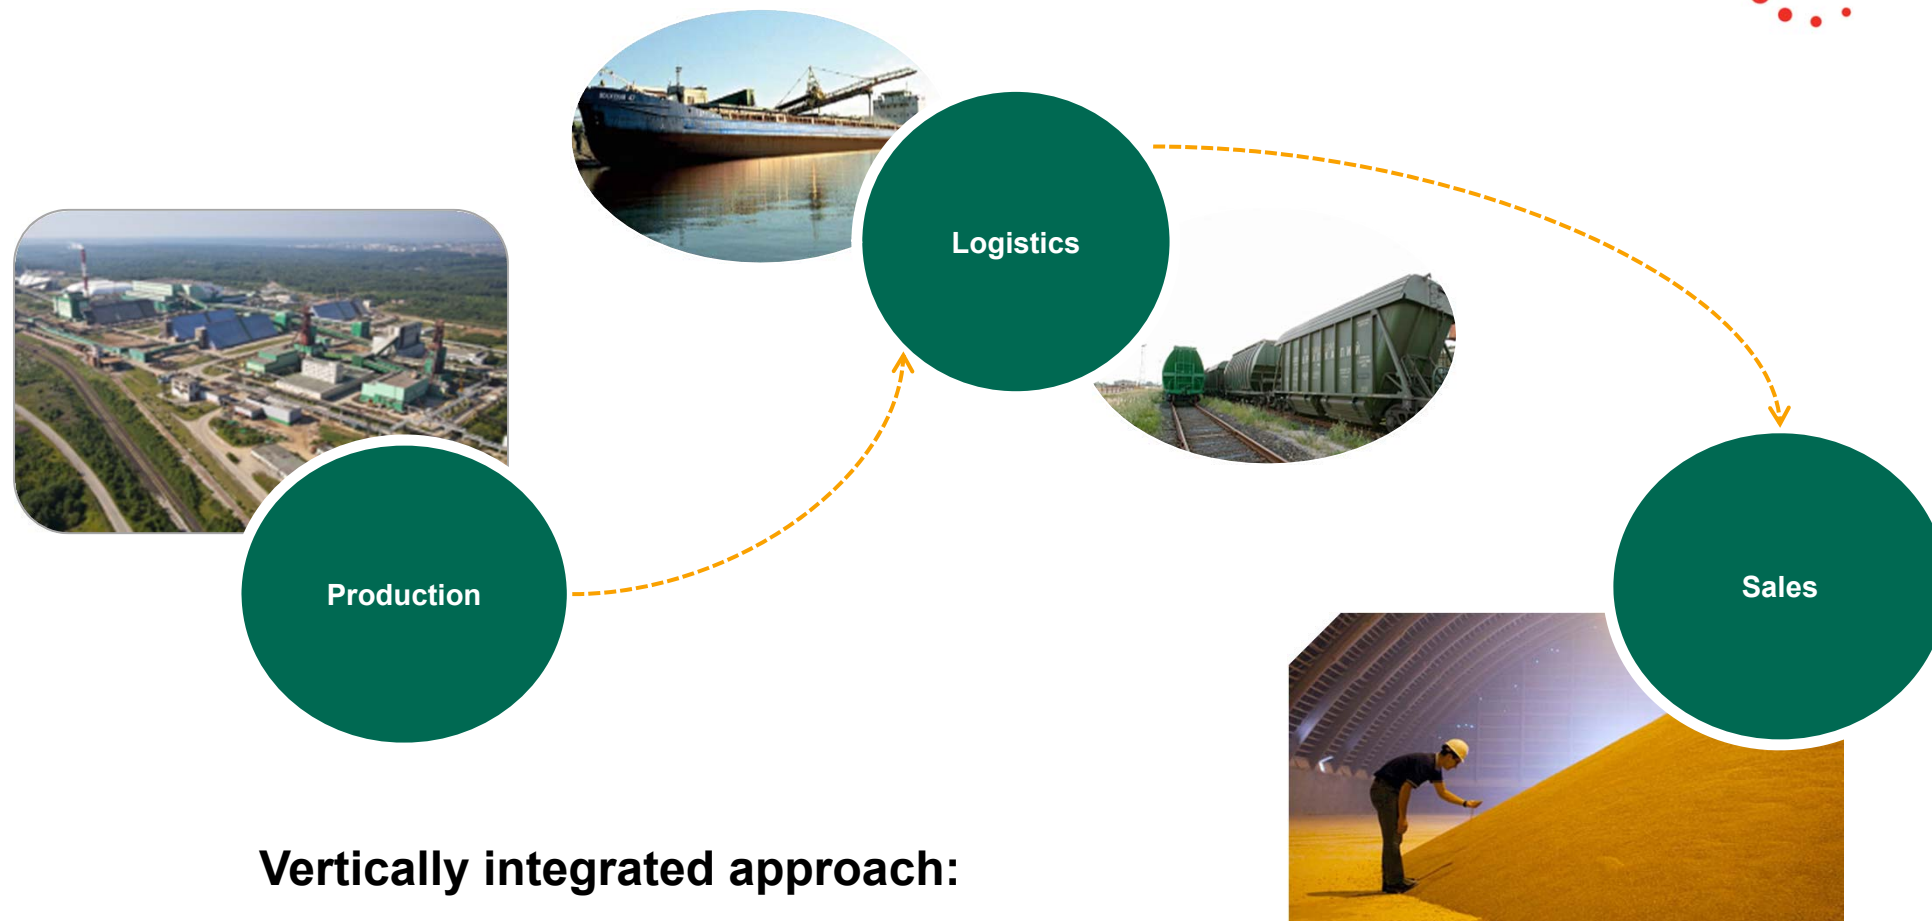 Logistics
Production
Sales
Vertically integrated approach: